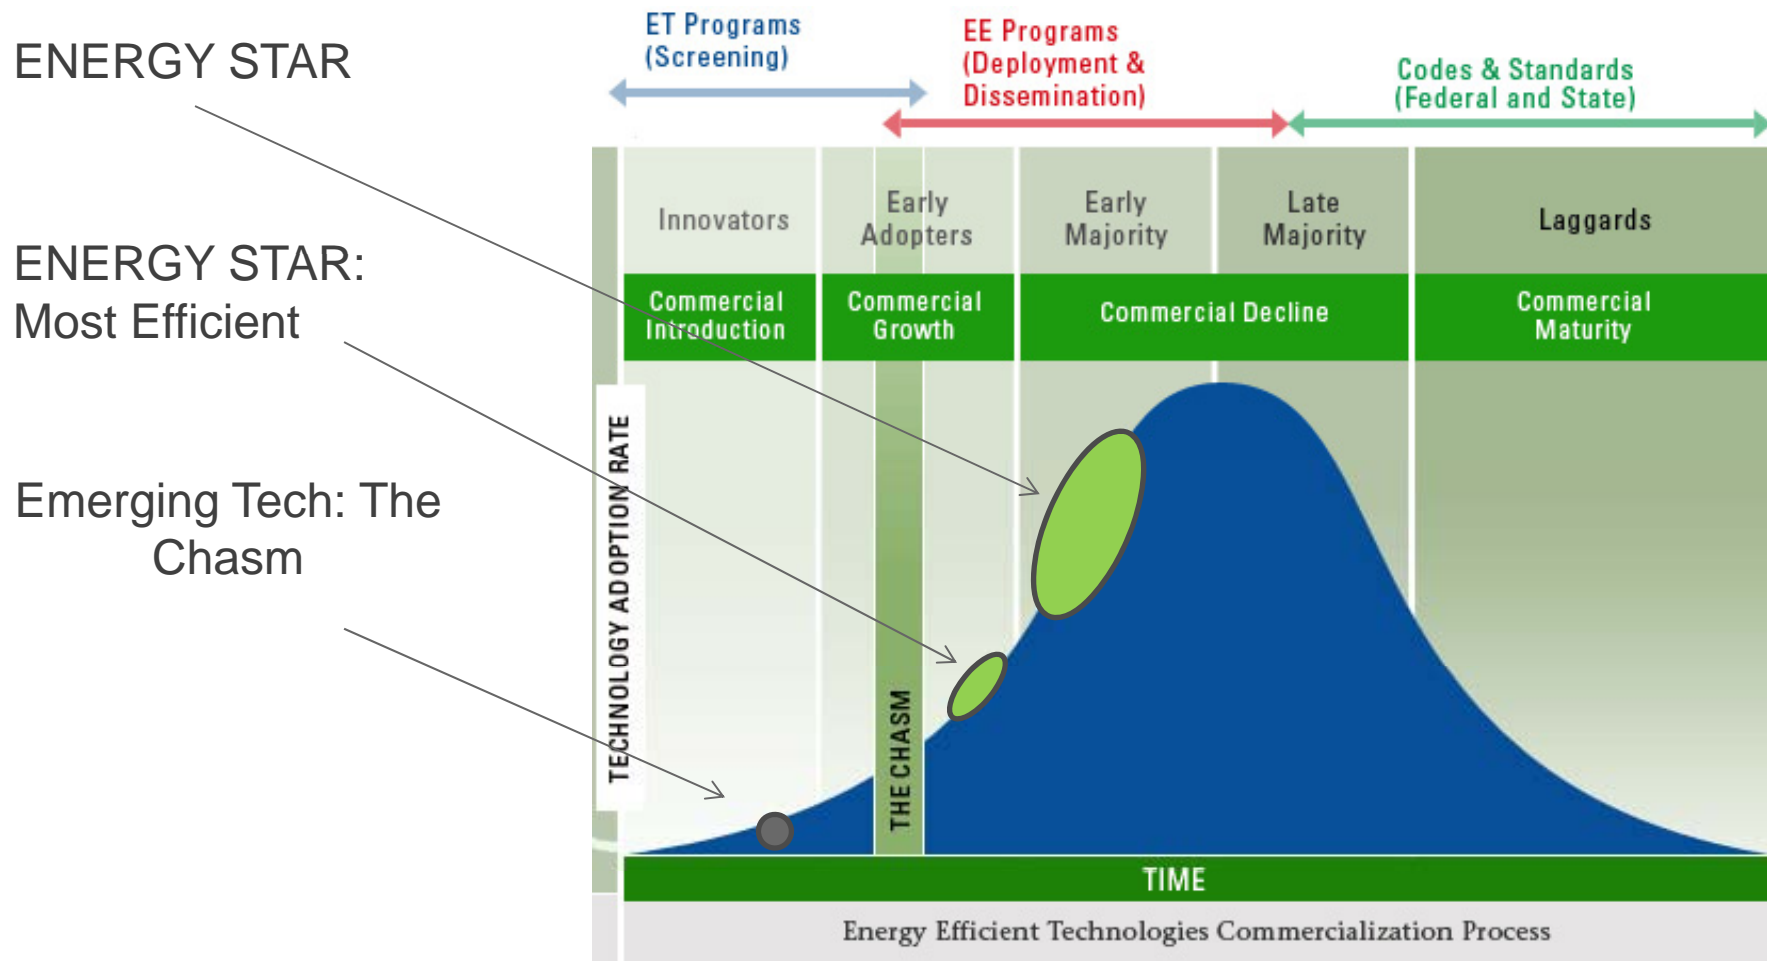 ENERGY STAR
ENERGY STAR:
Most Efficient
Emerging Tech: The
Chasm
ET Programs
(Screening)
EE Programs
(Deployment &
Dissemination)
Codes & Standards
(Federal and State)
Innovators
Early
Adopters
Early
Majority
Late
Majority
Laggards
Commercial
Introduction
Commercial
Growth
Commercial Decline
Commercial
Maturity
TECHNOLOGY ADOPTION RATE
THE CHASM
TIME
Energy Efficient Technologies Commercialization Process